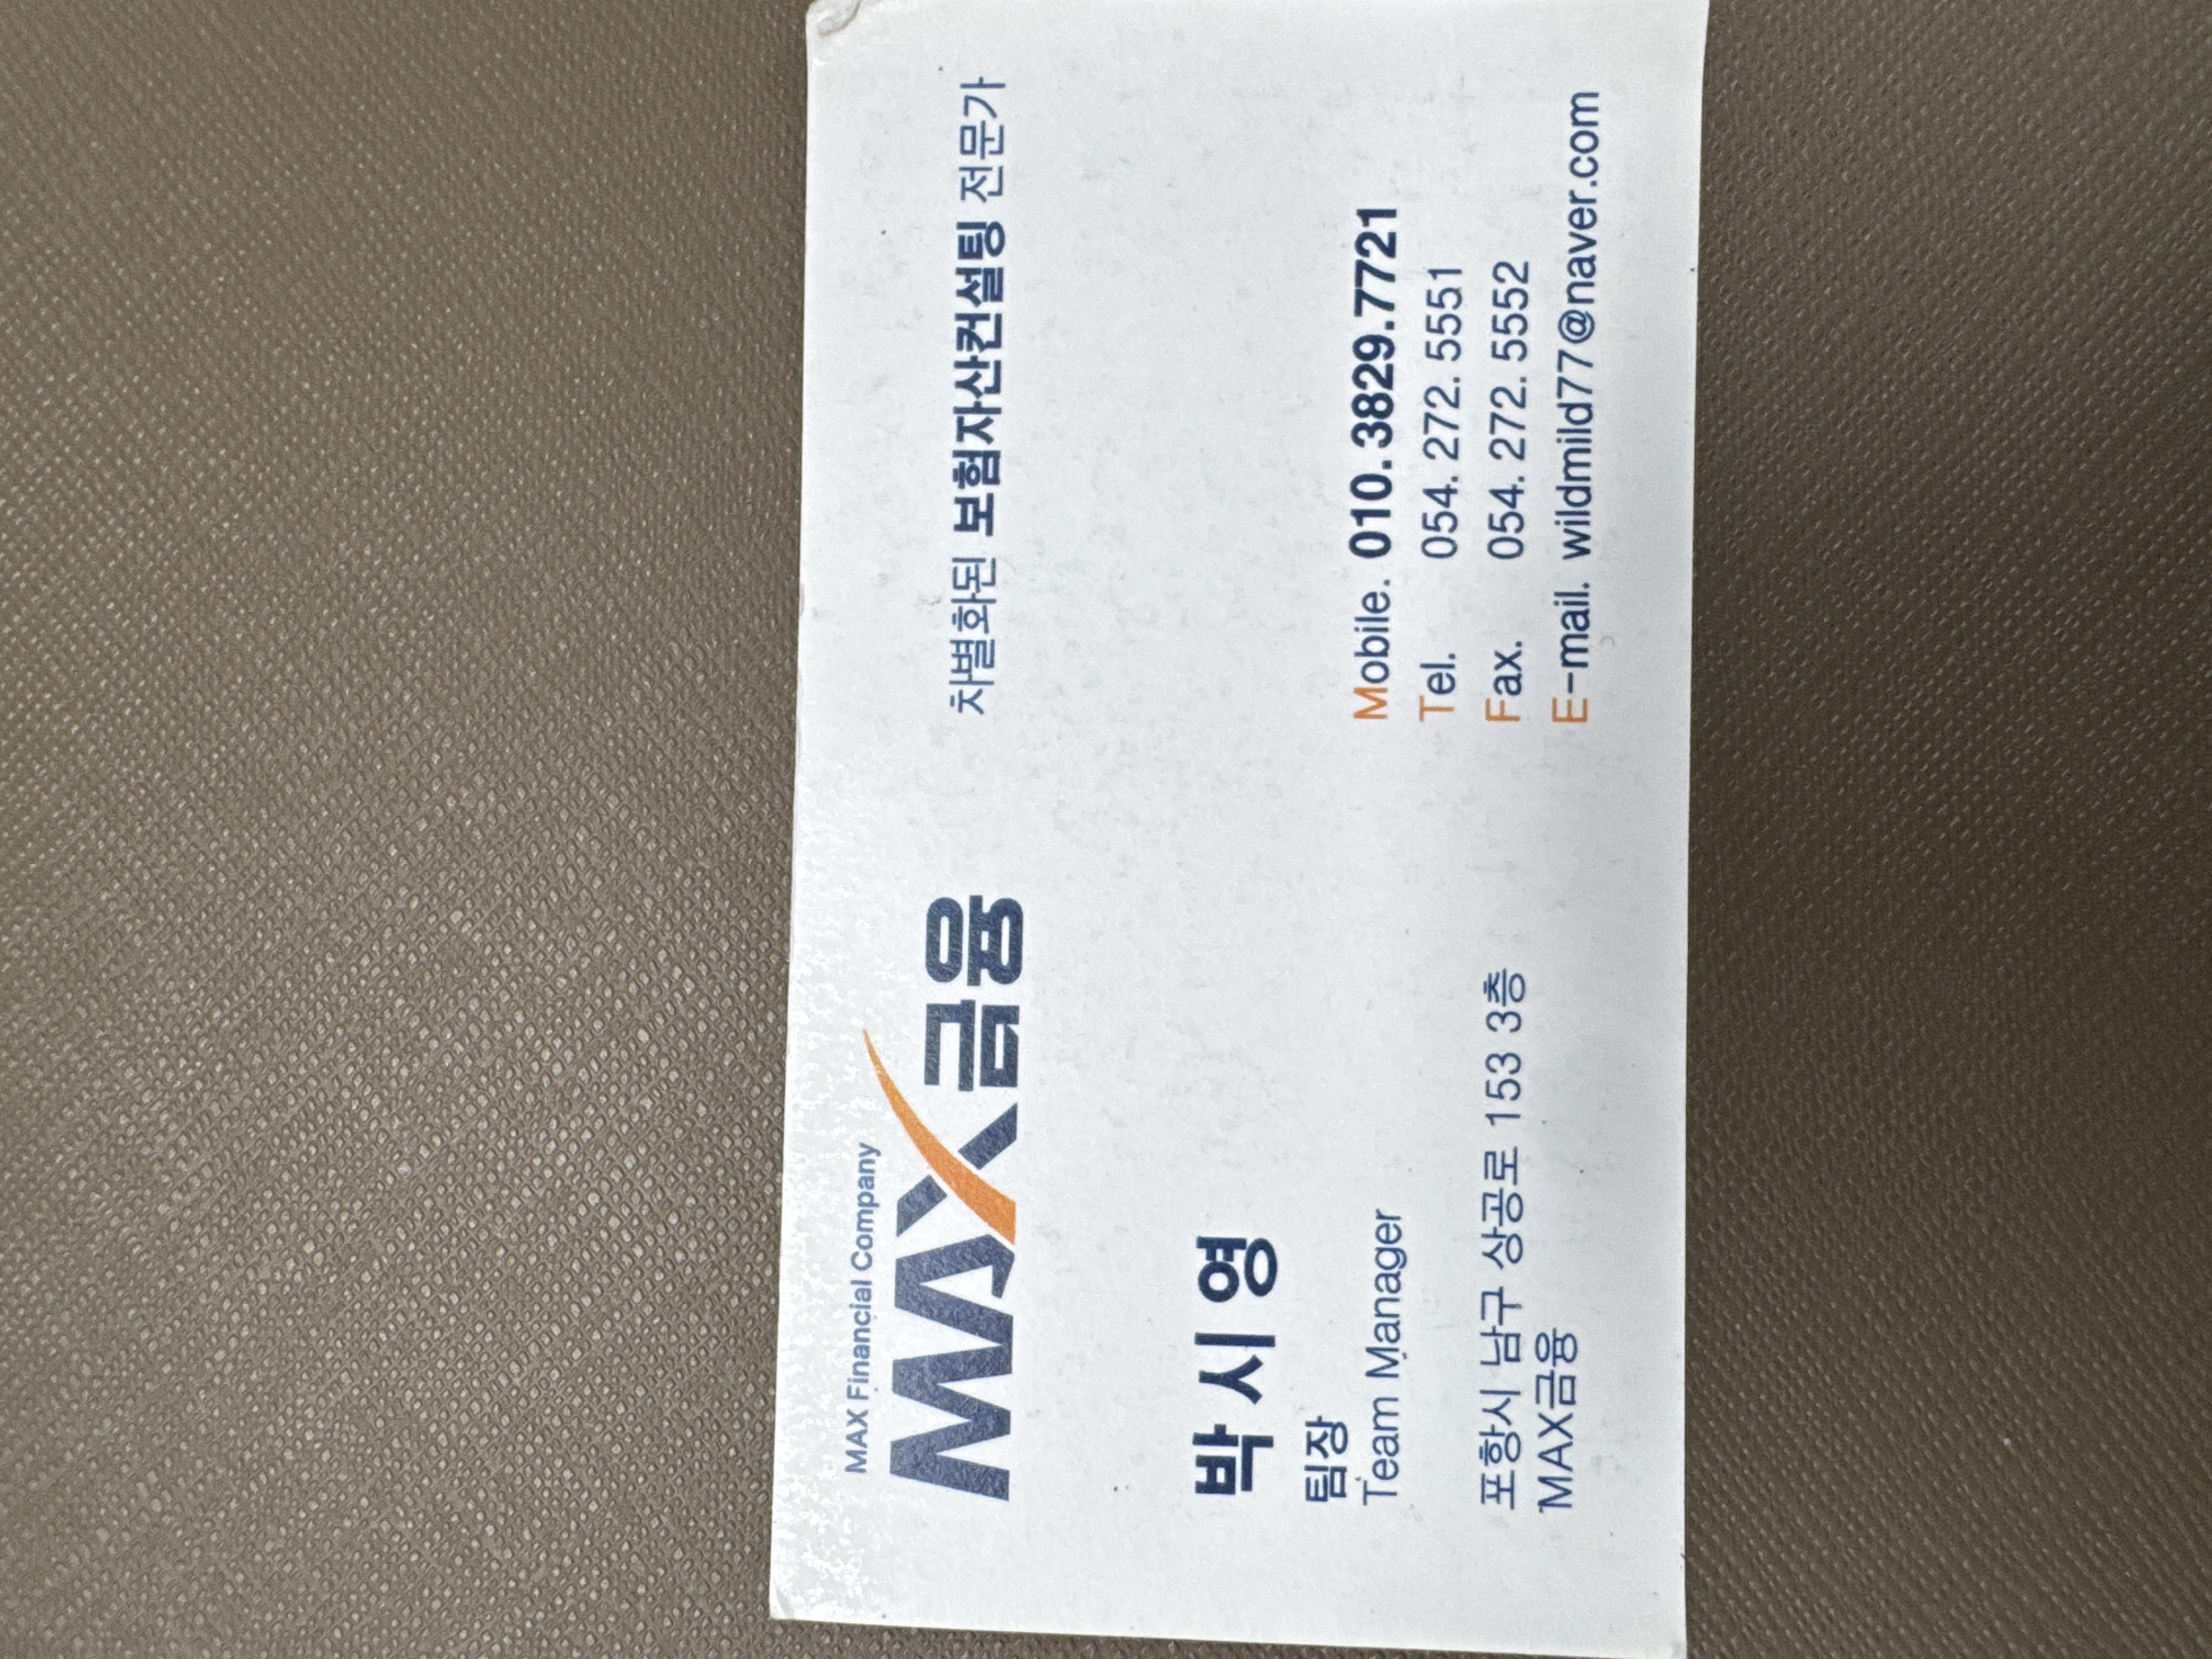 MAX Financial Company
MAX금융
차별화된 보험자산컨설팅 전문가
박시영
팀장
Team Manager
포항시 남구 상공로 153 3층
MAX금융
Mobile. 010.3829.7721
Tel. 054. 272. 5551
Fax. 054. 272. 5552
E-mail. wildmild77@naver.com